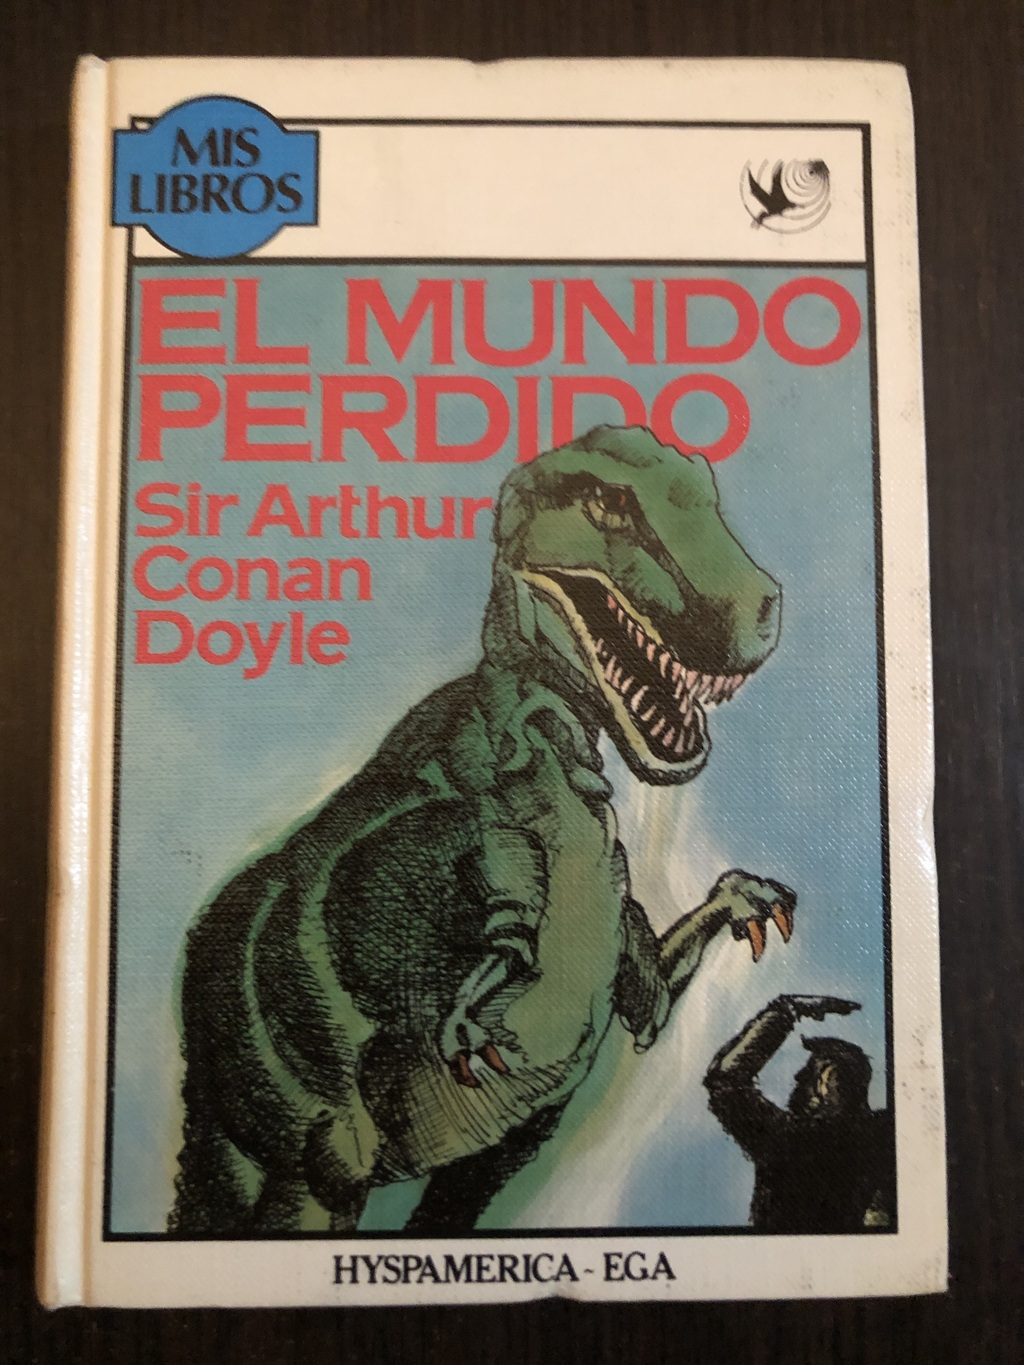 MIS
LIBROS
EL MUNDO
PERDIDO
Sir Arthur
Conan
Doyle
HYSPAMERICA ~ EGA